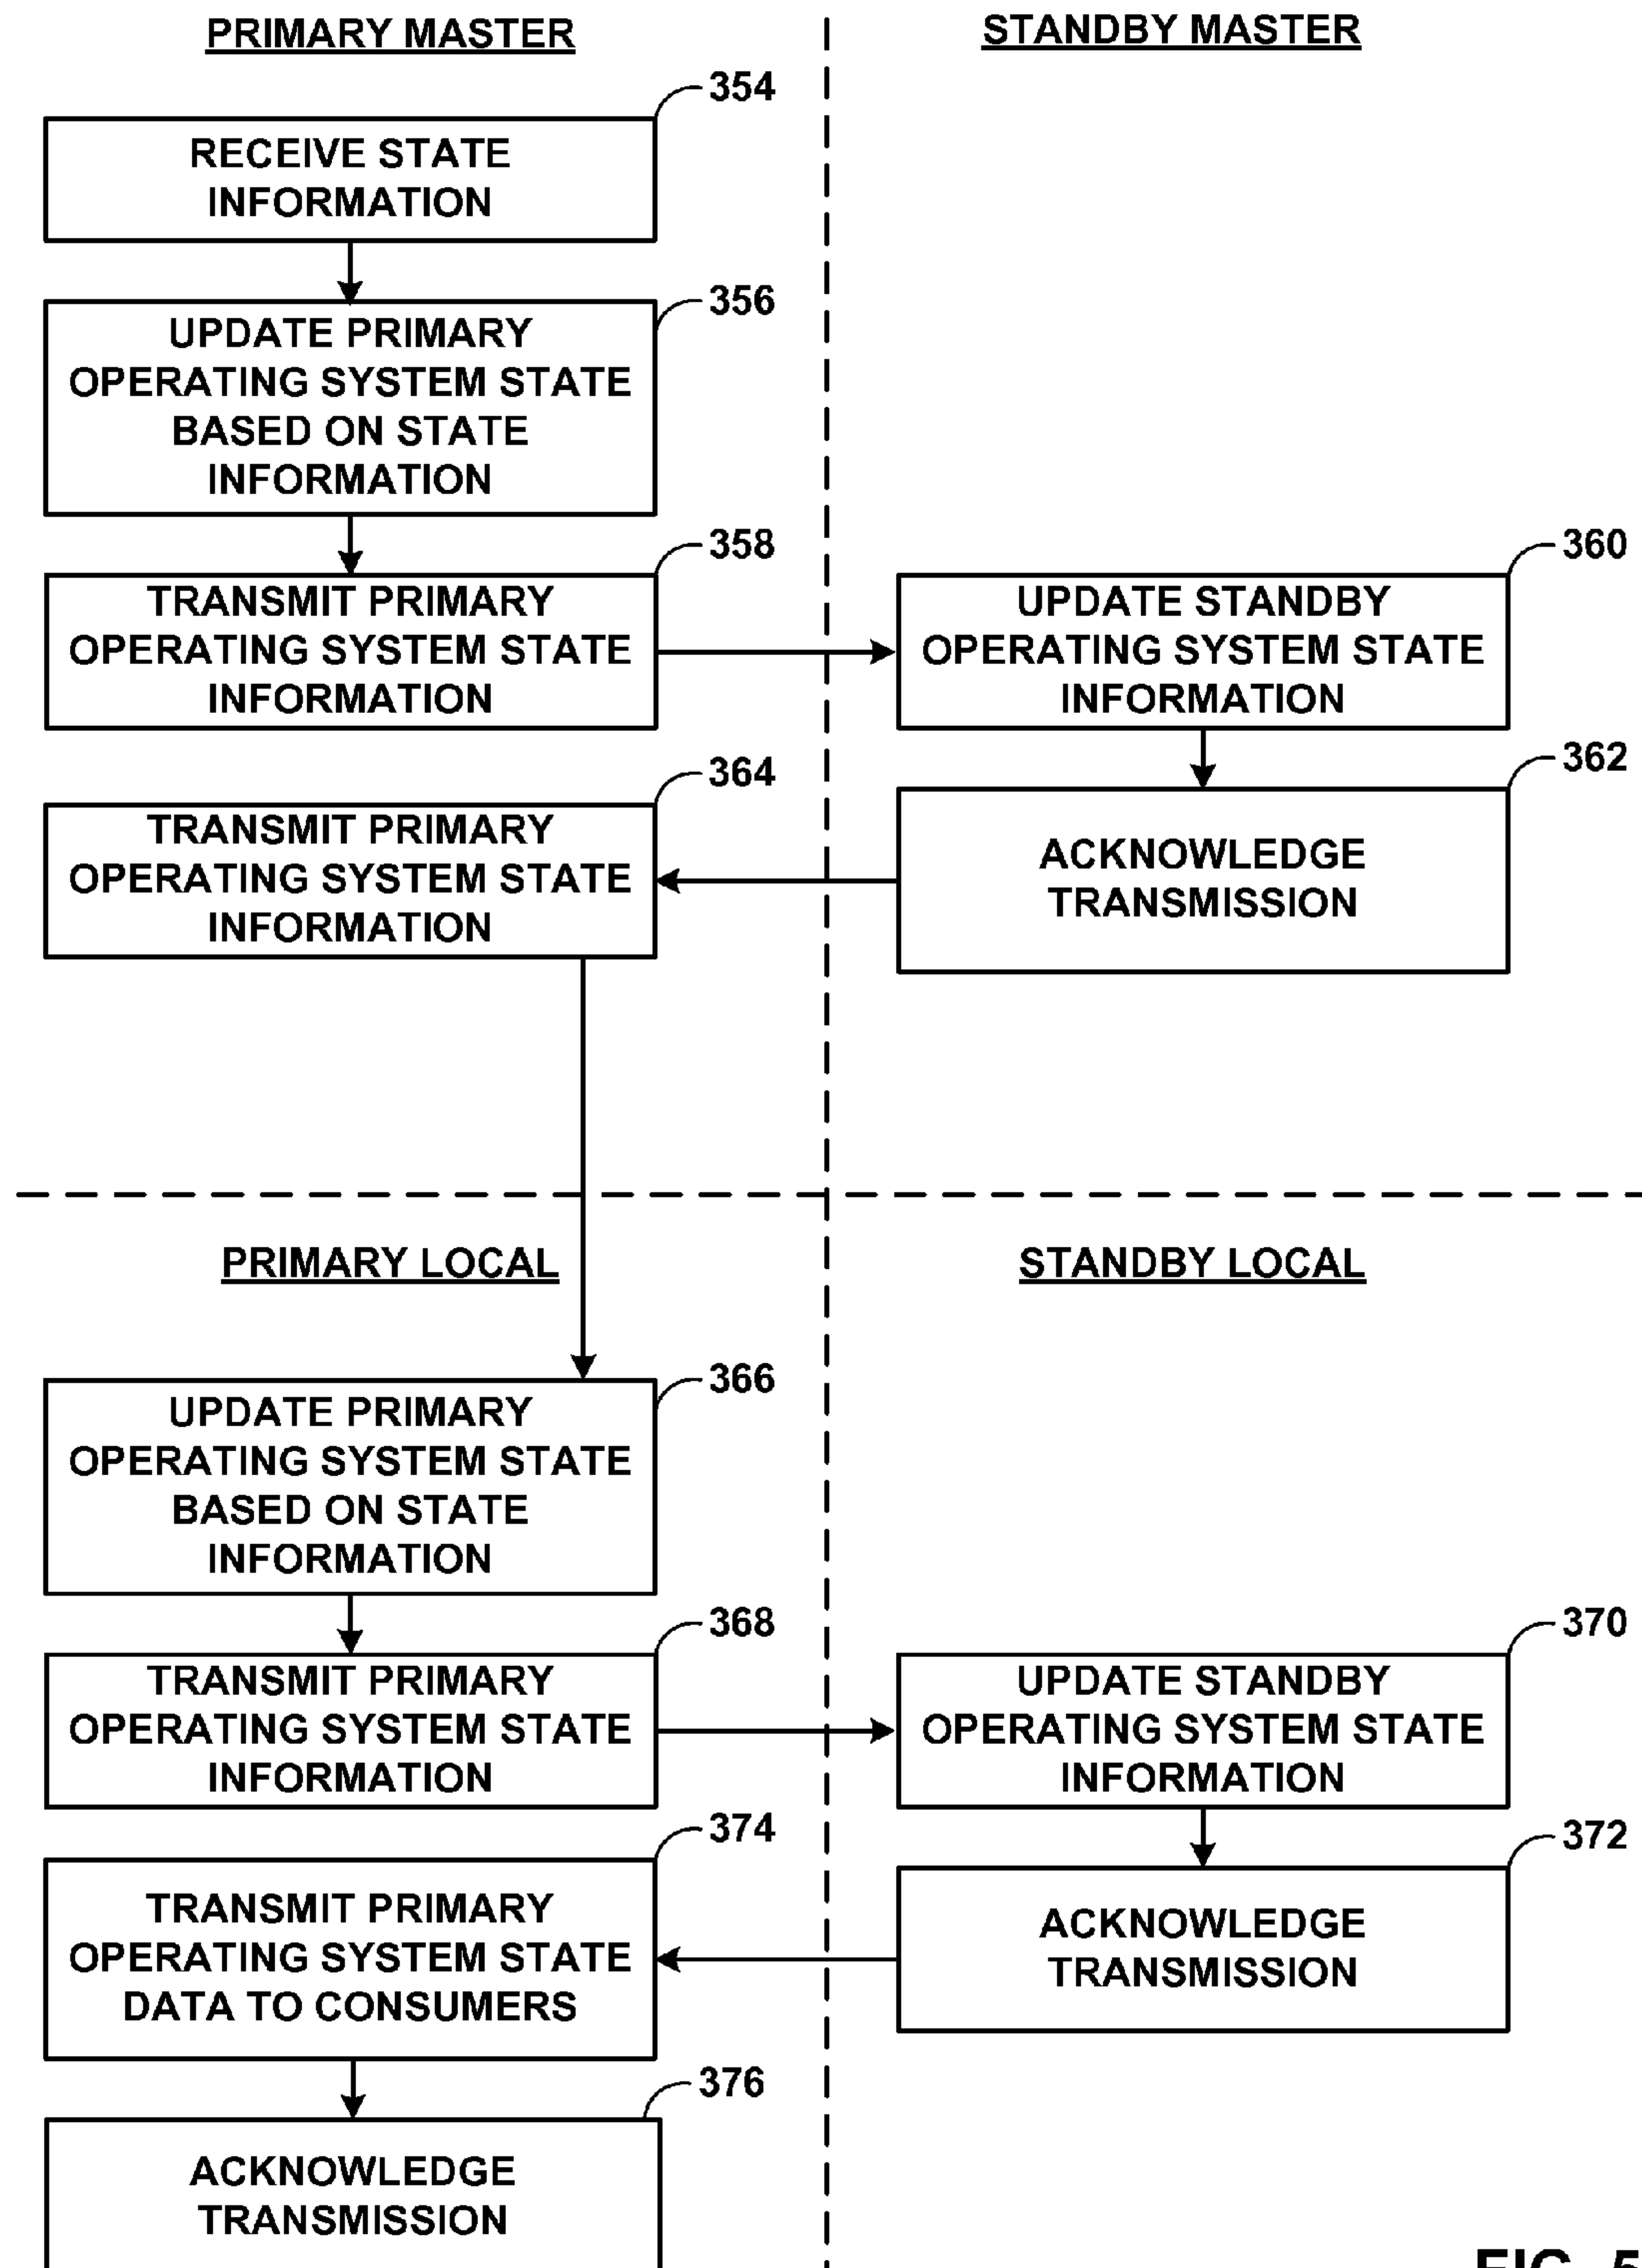 PRIMARY MASTER
STANDBY MASTER
354
RECEIVE STATE
INFORMATION
356
UPDATE PRIMARY
OPERATING SYSTEM STATE
BASED ON STATE
INFORMATION
358
TRANSMIT PRIMARY
OPERATING SYSTEM STATE
INFORMATION
360
UPDATE STANDBY
OPERATING SYSTEM STATE
INFORMATION
362
ACKNOWLEDGE
TRANSMISSION
364
TRANSMIT PRIMARY
OPERATING SYSTEM STATE
INFORMATION
PRIMARY LOCAL
STANDBY LOCAL
366
UPDATE PRIMARY
OPERATING SYSTEM STATE
BASED ON STATE
INFORMATION
368
TRANSMIT PRIMARY
OPERATING SYSTEM STATE
INFORMATION
370
UPDATE STANDBY
OPERATING SYSTEM STATE
INFORMATION
372
ACKNOWLEDGE
TRANSMISSION
374
TRANSMIT PRIMARY
OPERATING SYSTEM STATE
DATA TO CONSUMERS
376
ACKNOWLEDGE
TRANSMISSION
FIG. 5